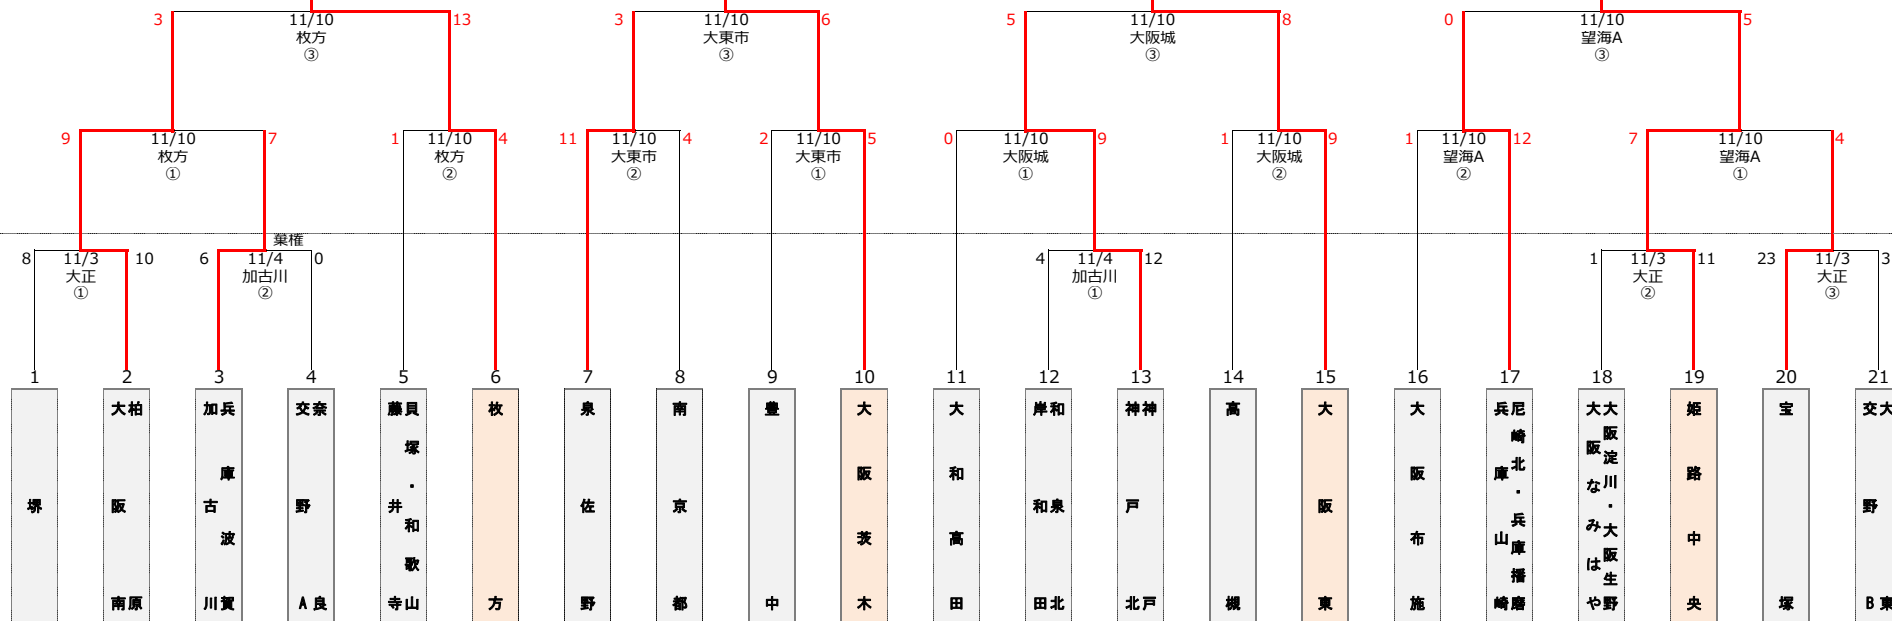 3 11/10 13 3 11/10 6 5 11/10 8 0 11/10 5
枚方 大東市 大阪城 望海A
③ ③ ③ ③
9 11/10 7 1 11/10 4 11 11/10 4 2 11/10 5 0 11/10 9 1 11/10 9 1 11/10 12 7 11/10 4
枚方 枚方 大東市 大東市 大阪城 大阪城 望海A 望海A
① ② ② ① ① ② ② ①
棄権
8 11/3 10 6 11/4 0 4 11/4 12 1 11/3 11 23 11/3 3
大正 加古川 加古川 大正 大正
① ② ① ② ③
1 2 3 4 5 6 7 8 9 10 11 12 13 14 15 16 17 18 19 20 21
堺
柏原
大阪南
兵庫波賀
加古川
奈良
交野A
貝塚・和歌山
藤井寺
枚方
泉佐野
南京都
豊中
大阪茨木
大和高田
和泉北
岸和田
神戸
神戸北
高槻
大阪東
大阪布施
尼崎北・兵庫播磨
兵庫山崎
大阪淀川・大阪生野
大阪なみはや
姫路中央
宝塚
大東
交野B